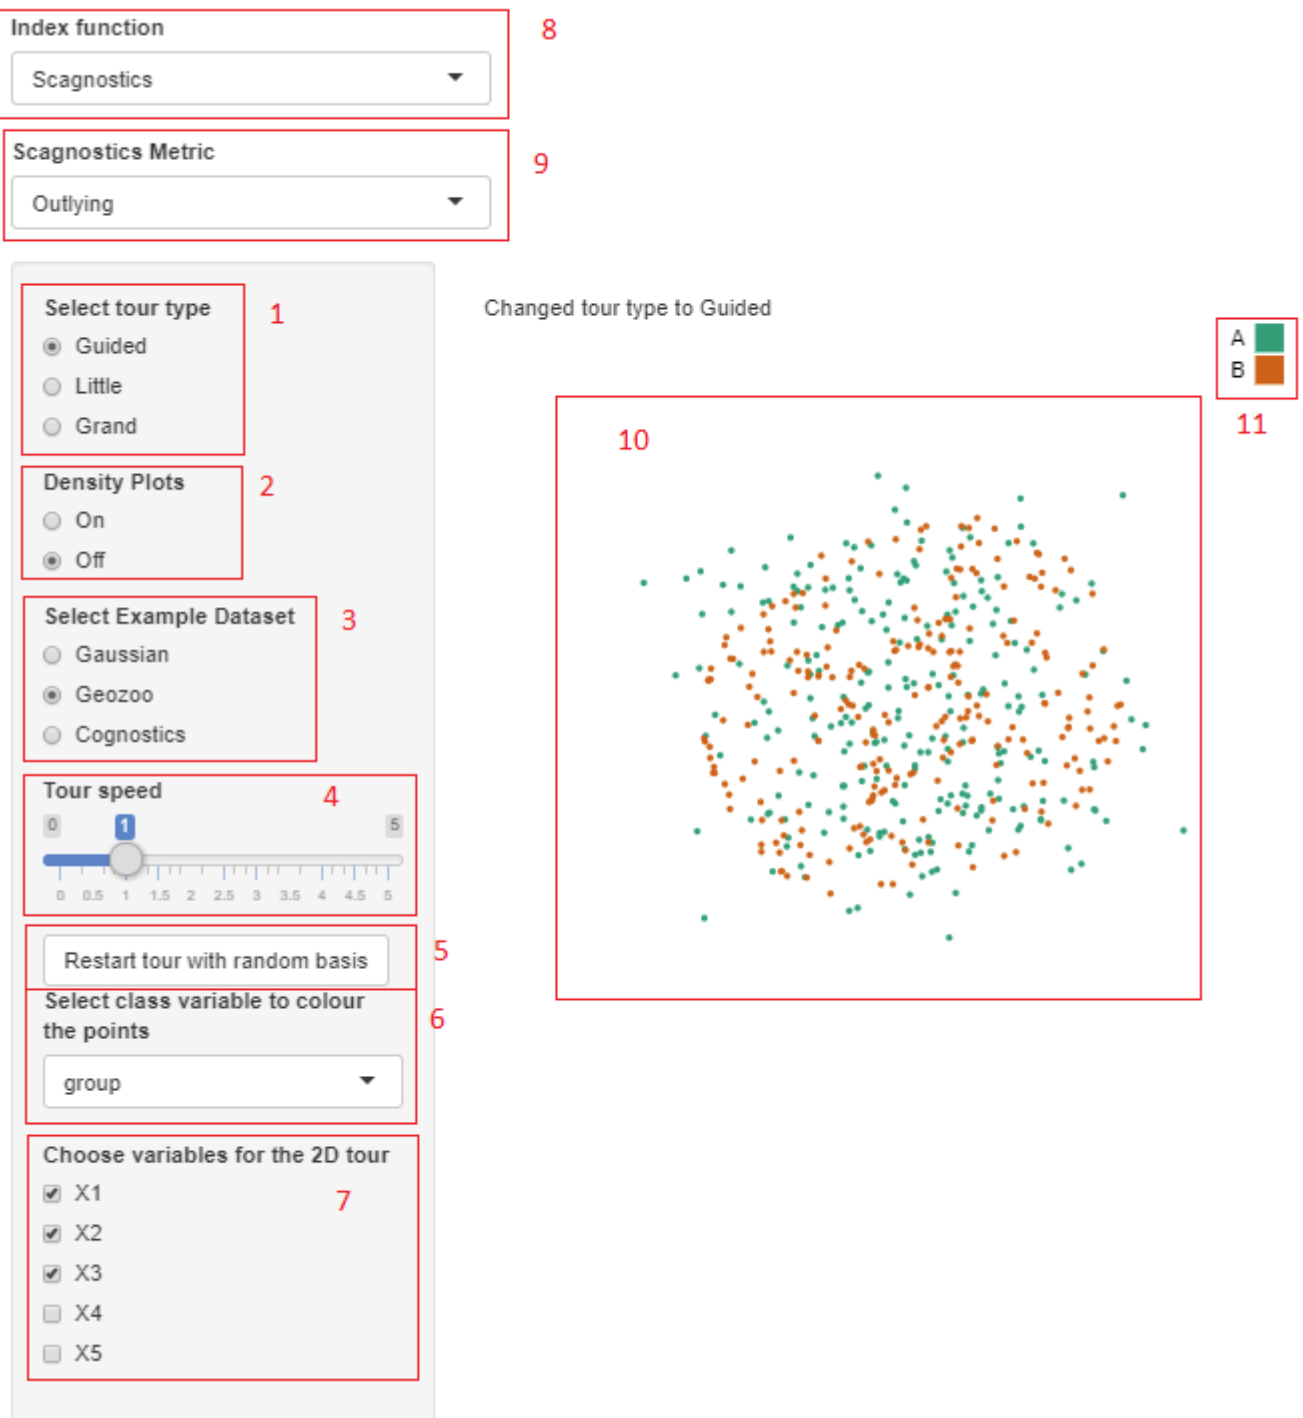 Index function
8
Scagnostics
Scagnostics Metric
9
Outlying
Select tour type
1
Changed tour type to Guided
Guided
Little
Grand
A
B
11
10
Density Plots
2
On
Off
Select Example Dataset
3
Gaussian
Geozoo
Cognostics
Tour speed
4
0 1 5
0 0.5 1 1.5 2 2.5 3 3.5 4 4.5 5
Restart tour with random basis
5
Select class variable to colour
the points
6
group
Choose variables for the 2D tour
7
X1
X2
X3
X4
X5